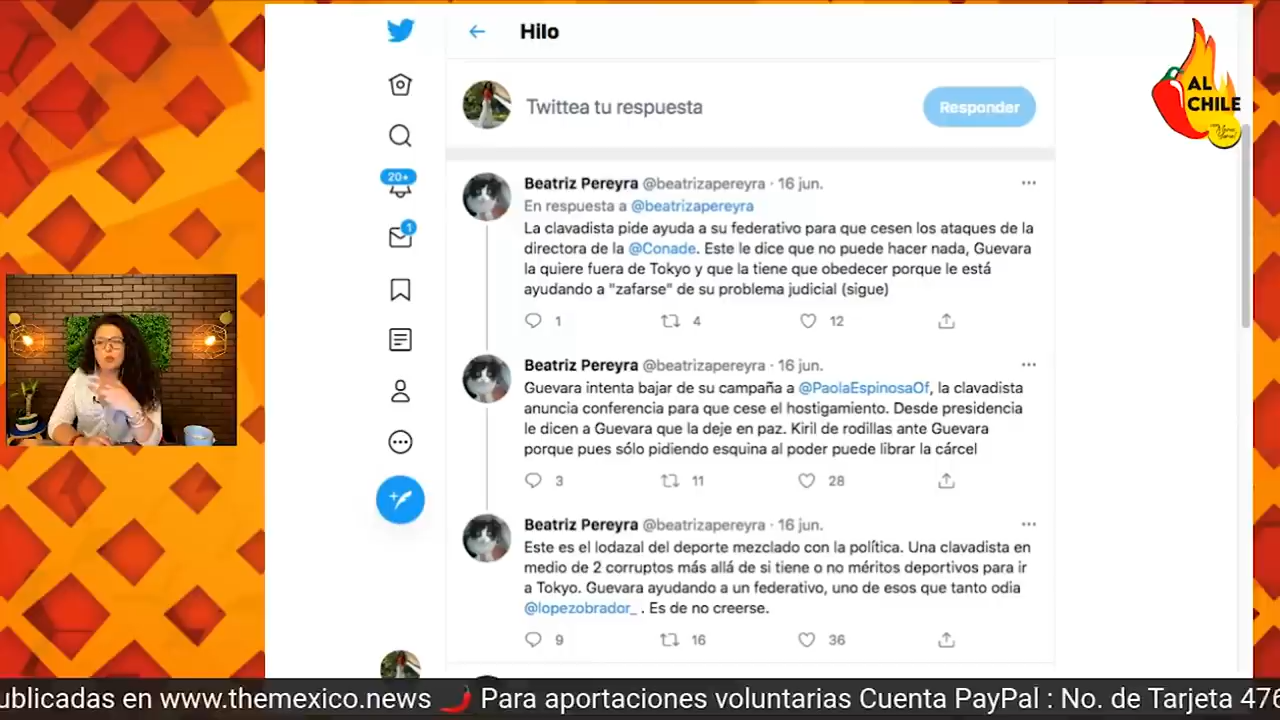 Hilo
Twittea tu respuesta
Responder
AL
CHILE
20+
1
Beatriz Pereyra @beatrizapereyra · 16 jun.
En respuesta a @beatrizapereyra
La clavadista pide ayuda a su federativo para que cesen los ataques de la
directora de la @Conade. Este le dice que no puede hacer nada, Guevara
la quiere fuera de Tokyo y que la tiene que obedecer porque le está
ayudando a "zafarse" de su problema judicial (sigue)
1 4 12
Beatriz Pereyra @beatrizapereyra · 16 jun.
Guevara intenta bajar de su campaña a @PaolaEspinosaOf, la clavadista
anuncia conferencia para que cese el hostigamiento. Desde presidencia
le dicen a Guevara que la deje en paz. Kiril de rodillas ante Guevara
porque pues sólo pidiendo esquina al poder puede librar la cárcel
3 11 28
Beatriz Pereyra @beatrizapereyra · 16 jun.
Este es el lodazal del deporte mezclado con la política. Una clavadista en
medio de 2 corruptos más allá de si tiene o no méritos deportivos para ir
a Tokyo. Guevara ayudando a un federativo, uno de esos que tanto odia
@lopezobrador_ . Es de no creerse.
9 16 36
ublicadas en www.themexico.news 🌶️ Para aportaciones voluntarias Cuenta PayPal : No. de Tarjeta 476